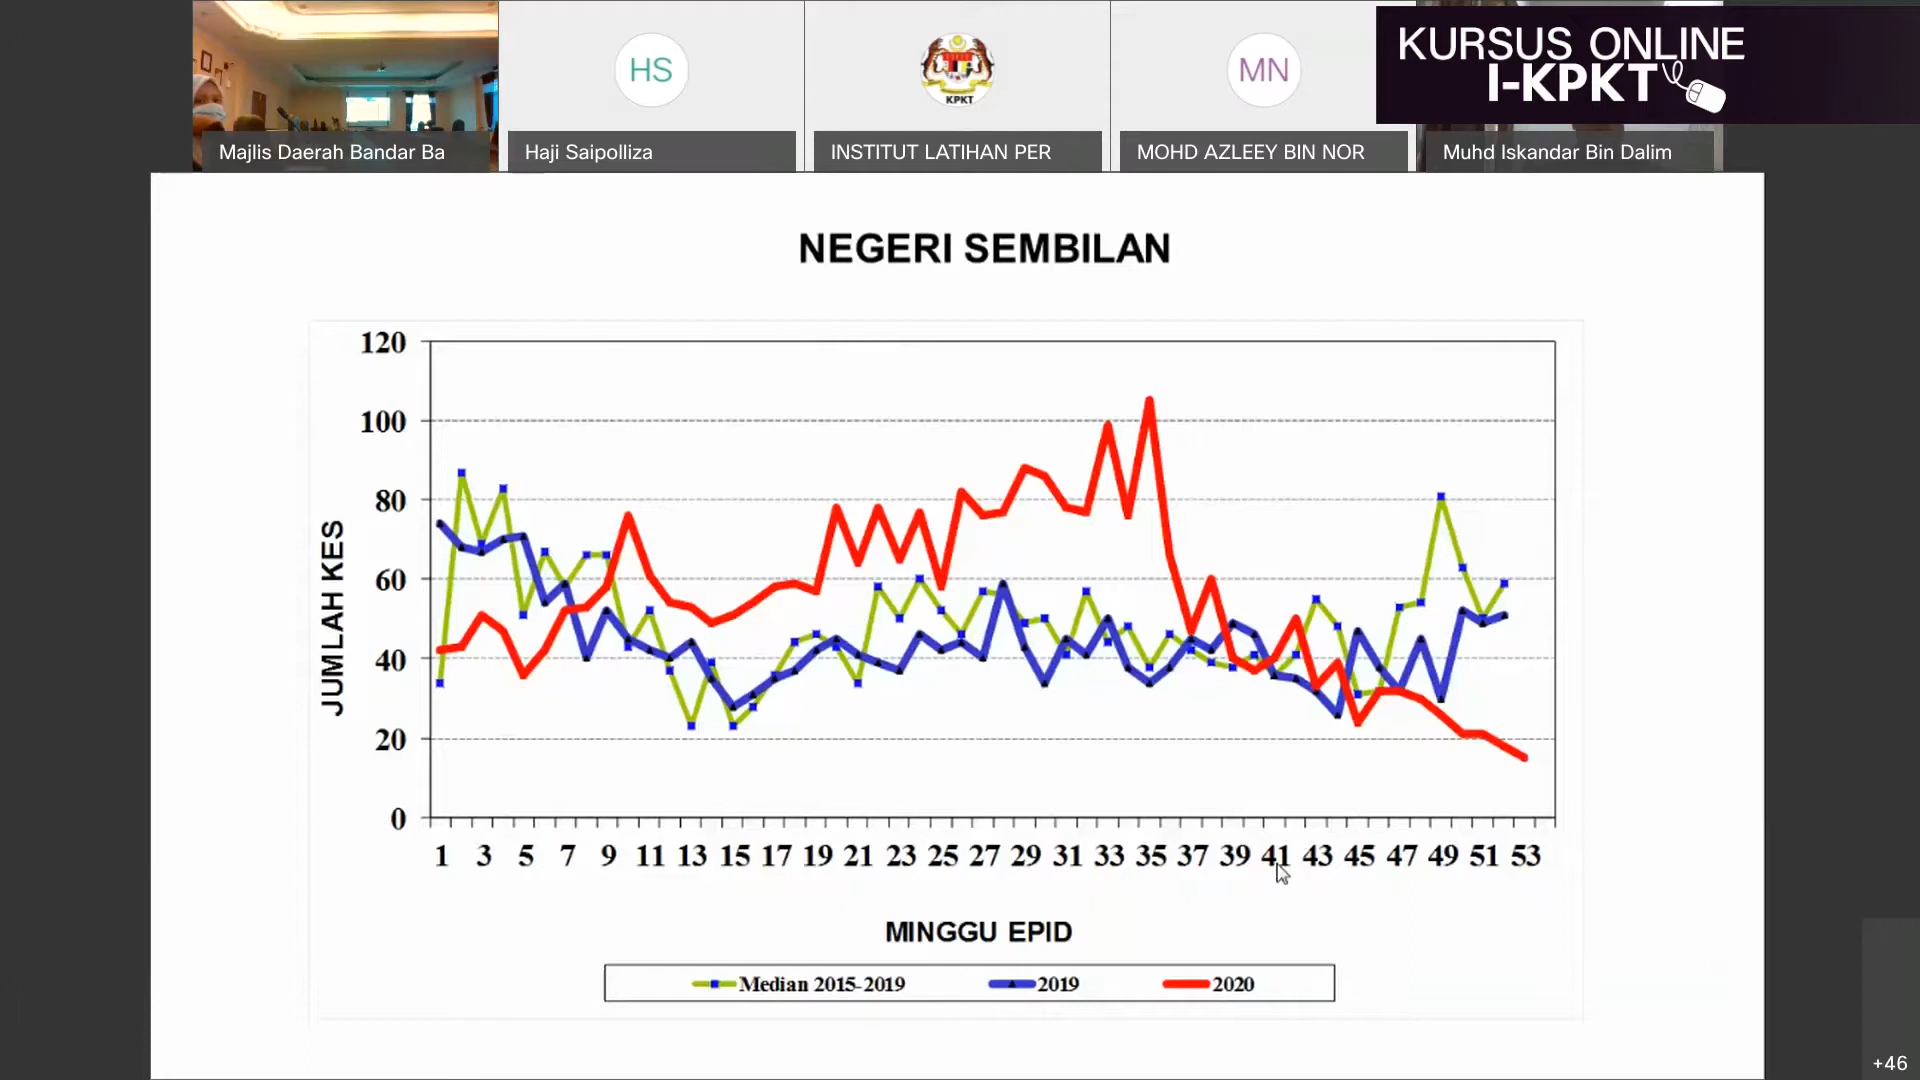 HS
KPKT
MN
KURSUS ONLINE
I-KPKT
Majlis Daerah Bandar Ba
Haji Saipolliza
INSTITUT LATIHAN PER
MOHD AZLEEY BIN NOR
Muhd Iskandar Bin Dalim
NEGERI SEMBILAN
120
100
80
60
40
20
0
JUMLAH KES
1 3 5 7 9 11 13 15 17 19 21 23 25 27 29 31 33 35 37 39 41 43 45 47 49 51 53
MINGGU EPID
Median 2015-2019 2019 2020
+46